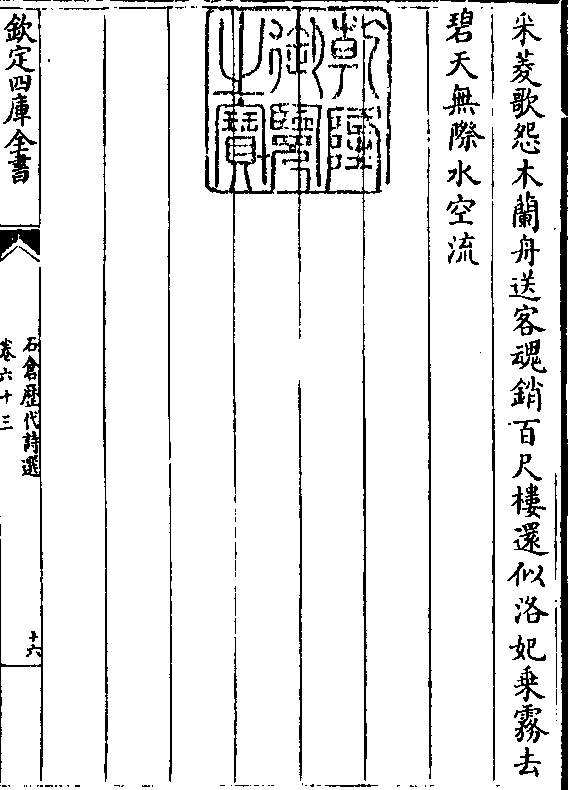 采菱歌怨木蘭舟送客魂銷百尺樓還似洛妃乗霧去
碧天無際水空流
乾隆御覽之寶
欽定四庫全書
石倉歴代詩選
卷六十三
十六